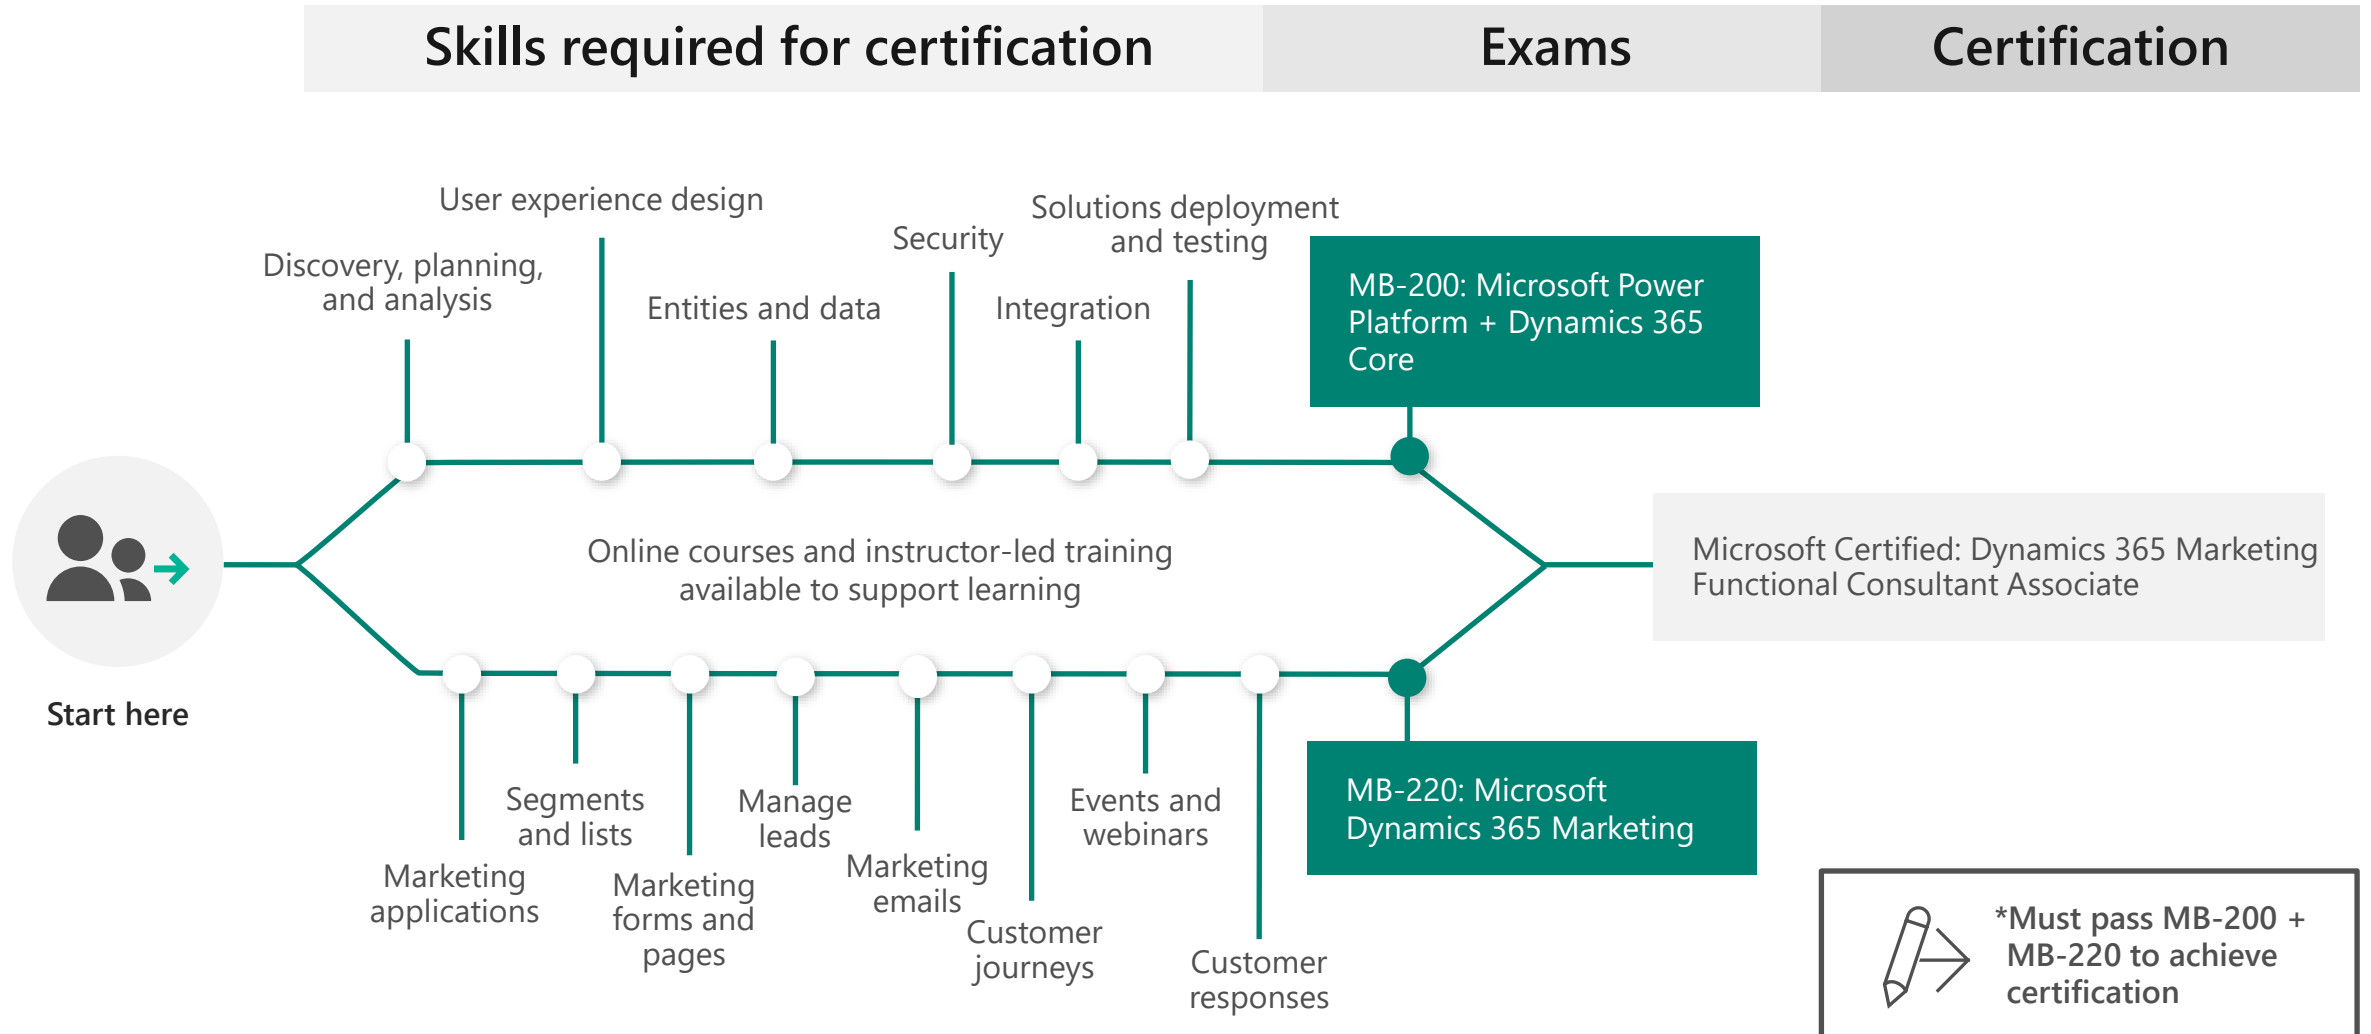 Skills required for certification
Exams
Certification
User experience design
Solutions deployment
and testing
Security
Discovery, planning,
and analysis
Entities and data
Integration
MB-200: Microsoft Power
Platform + Dynamics 365
Core
Online courses and instructor-led training
available to support learning
Microsoft Certified: Dynamics 365 Marketing
Functional Consultant Associate
Start here
Marketing
applications
Segments
and lists
Marketing
forms and
pages
Manage
leads
Marketing
emails
Customer
journeys
Events and
webinars
Customer
responses
MB-220: Microsoft
Dynamics 365 Marketing
*Must pass MB-200 +
MB-220 to achieve
certification